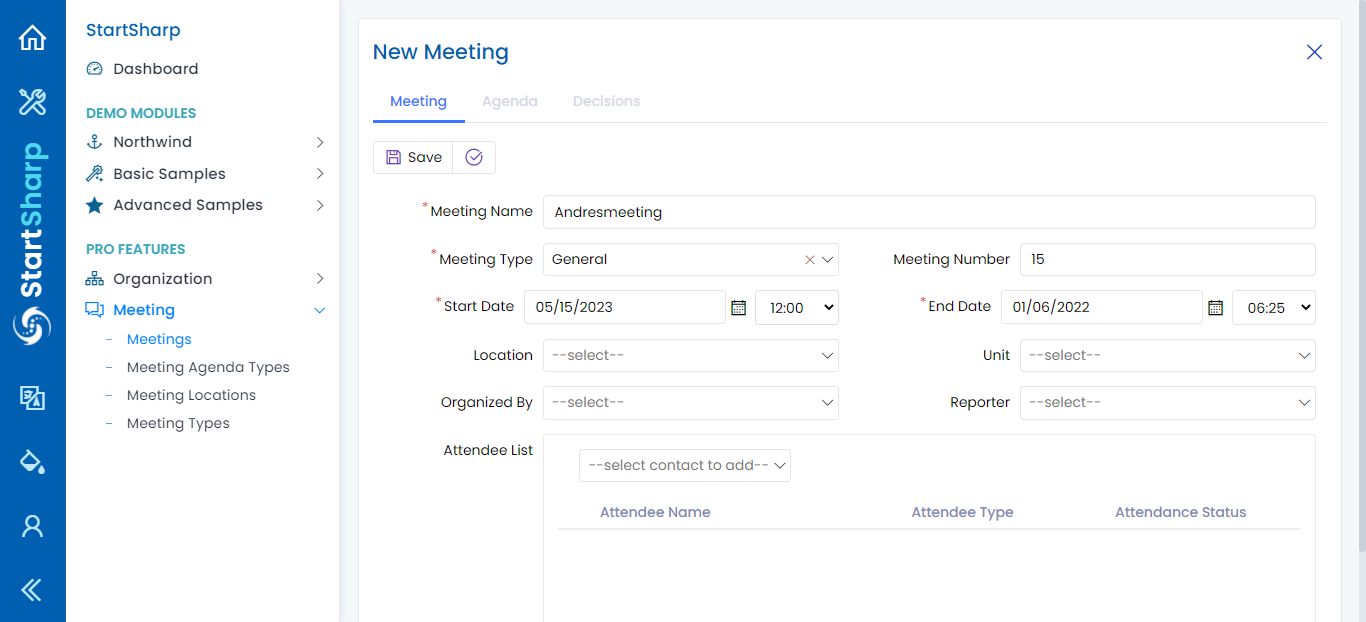 StartSharp
StartSharp
Dashboard
DEMO MODULES
Northwind
Basic Samples
Advanced Samples
PRO FEATURES
Organization
Meeting
Meetings
Meeting Agenda Types
Meeting Locations
Meeting Types
New Meeting
Meeting Agenda Decisions
Save
*Meeting Name Andresmeeting
*Meeting Type General Meeting Number 15
*Start Date 05/15/2023 12:00 *End Date 01/06/2022 06:25
Location --select-- Unit --select--
Organized By --select-- Reporter --select--
Attendee List
--select contact to add--
Attendee Name Attendee Type Attendance Status